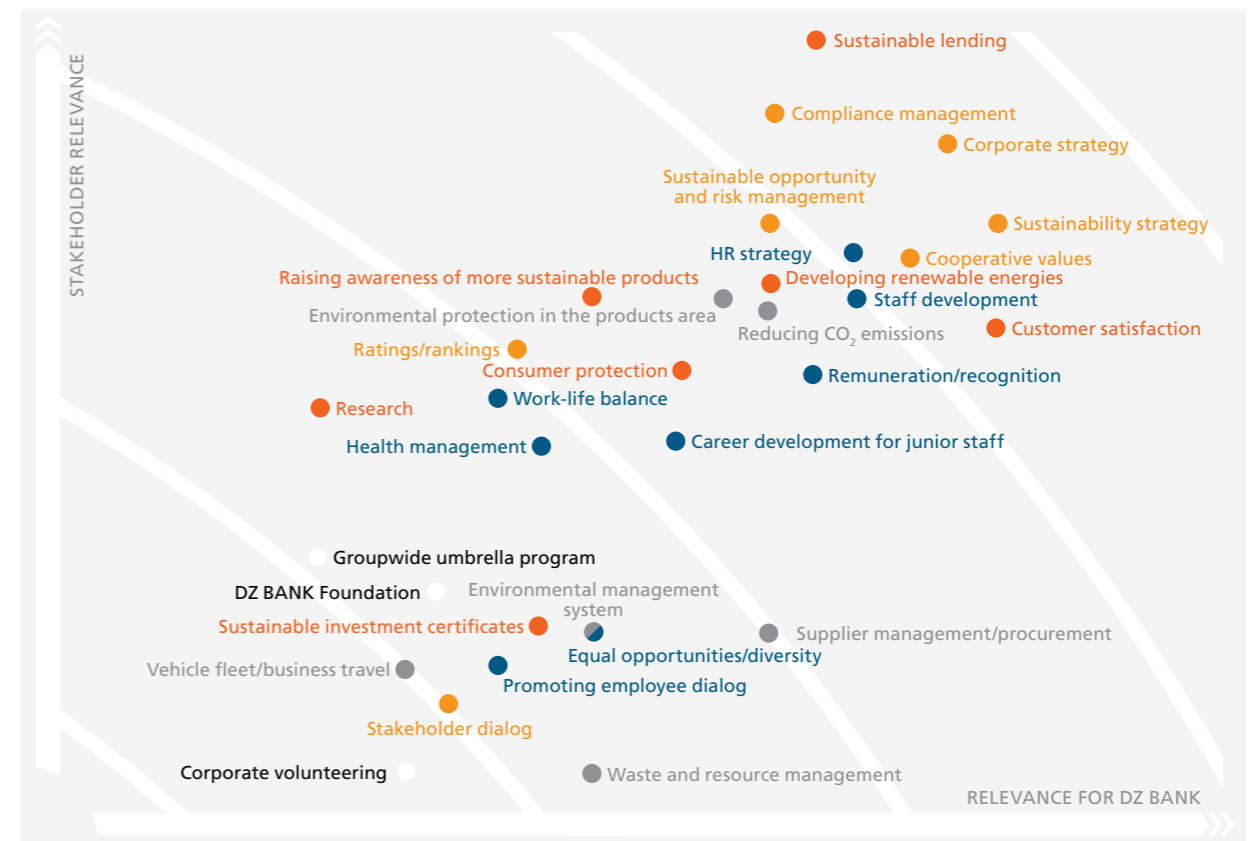 STAKEHOLDER RELEVANCE
Sustainable lending
Compliance management
Corporate strategy
Sustainable opportunity
and risk management
Sustainability strategy
HR strategy
Cooperative values
Raising awareness of more sustainable products
Developing renewable energies
Environmental protection in the products area
Staff development
Reducing CO₂ emissions
Customer satisfaction
Ratings/rankings
Consumer protection
Remuneration/recognition
Work-life balance
Research
Health management
Career development for junior staff
Groupwide umbrella program
DZ BANK Foundation
Environmental management
system
Sustainable investment certificates
Supplier management/procurement
Equal opportunities/diversity
Vehicle fleet/business travel
Promoting employee dialog
Stakeholder dialog
Corporate volunteering
Waste and resource management
RELEVANCE FOR DZ BANK